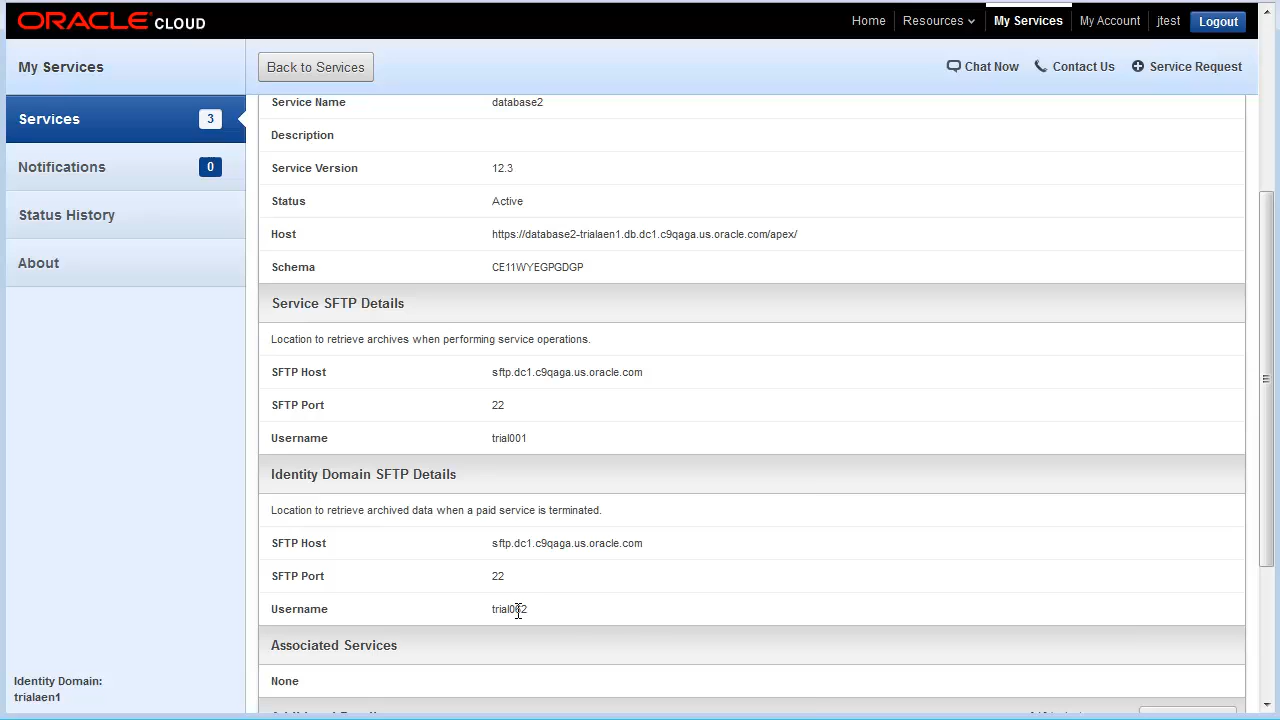 ORACLE CLOUD
Home Resources My Services My Account jtest Logout
My Services
Back to Services
Chat Now Contact Us Service Request
Services 3
Notifications 0
Status History
About
Service Name database2
Description
Service Version 12.3
Status Active
Host https://database2-trialaen1.db.dc1.c9qaga.us.oracle.com/apex/
Schema CE11WYEGPGDGP
Service SFTP Details
Location to retrieve archives when performing service operations.
SFTP Host sftp.dc1.c9qaga.us.oracle.com
SFTP Port 22
Username trial001
Identity Domain SFTP Details
Location to retrieve archived data when a paid service is terminated.
SFTP Host sftp.dc1.c9qaga.us.oracle.com
SFTP Port 22
Username
Associated Services
None
Identity Domain:
trialaen1